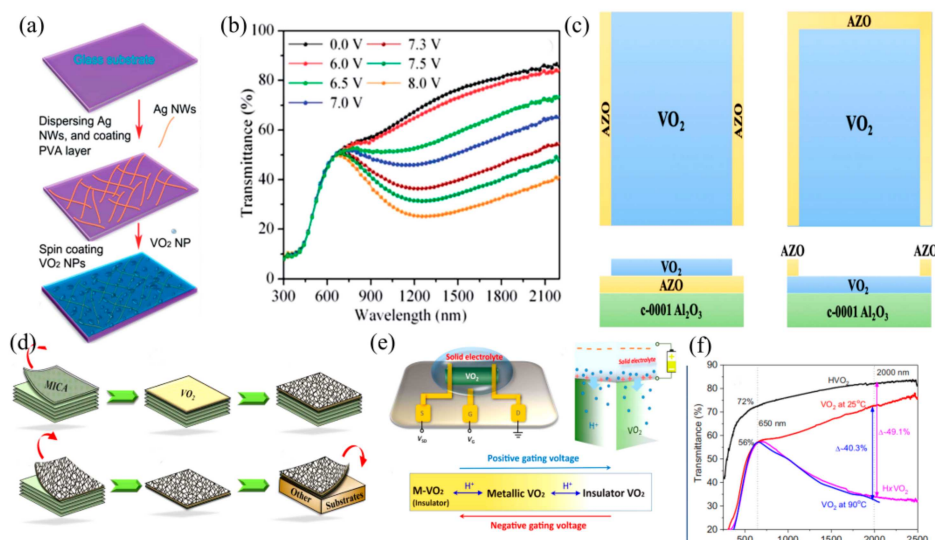 (a)
Glass substrate
Dispersing Ag
NWs, and coating
PVA layer
Ag NWs
Spin coating
VO₂ NPs
VO₂ NP
(b)
0.0 V
6.0 V
6.5 V
7.0 V
7.3 V
7.5 V
8.0 V
Transmittance (%)
100
80
60
40
20
0
300 600 900 1200 1500 1800 2100
Wavelength (nm)
(c)
AZO
VO₂
AZO
AZO
VO₂
VO₂
AZO
c-0001 Al₂O₃
AZO
AZO
VO₂
c-0001 Al₂O₃
(d)
MICA
VO₂
Other
Substrates
(e)
Solid electrolyte
VO₂
S
G
D
V_SD
V_G
Solid electrolyte
H⁺
VO₂
Positive gating voltage
M-VO₂
(insulator)
H⁺
Metallic VO₂
H⁺
Insulator VO₂
Negative gating voltage
(f)
Transmittance (%)
90
80
70
60
50
40
30
20
2000 nm
HVO₂
72%
VO₂ at 25°C
650 nm
56%
Δ-49.1%
Δ-40.3%
HxVO₂
VO₂ at 90°C
500 1000 1500 2000 2500